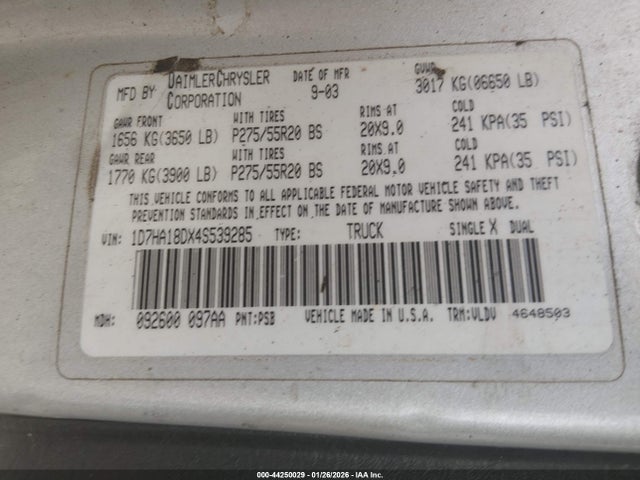 MFD BY DAIMLERCHRYSLER CORPORATION DATE OF MFR 9-03 GVWR 3017 KG(06650 LB)
GAWR FRONT WITH TIRES RIMS AT COLD
1656 KG(3650 LB) P275/55R20 BS 20X9.0 241 KPA(35 PSI)
GAWR REAR WITH TIRES RIMS AT COLD
1770 KG(3900 LB) P275/55R20 BS 20X9.0 241 KPA(35 PSI)
THIS VEHICLE CONFORMS TO ALL APPLICABLE FEDERAL MOTOR VEHICLE SAFETY AND THEFT
PREVENTION STANDARDS IN EFFECT ON THE DATE OF MANUFACTURE SHOWN ABOVE.
VIN: 1D7HA18DX4S539285 TYPE: TRUCK SINGLE X DUAL
MDH: 092600 097AA PNT:PSB VEHICLE MADE IN U.S.A. TRM:VLDV 4648503
000-44250029 | 01/26/2026 | © IAA, Inc.